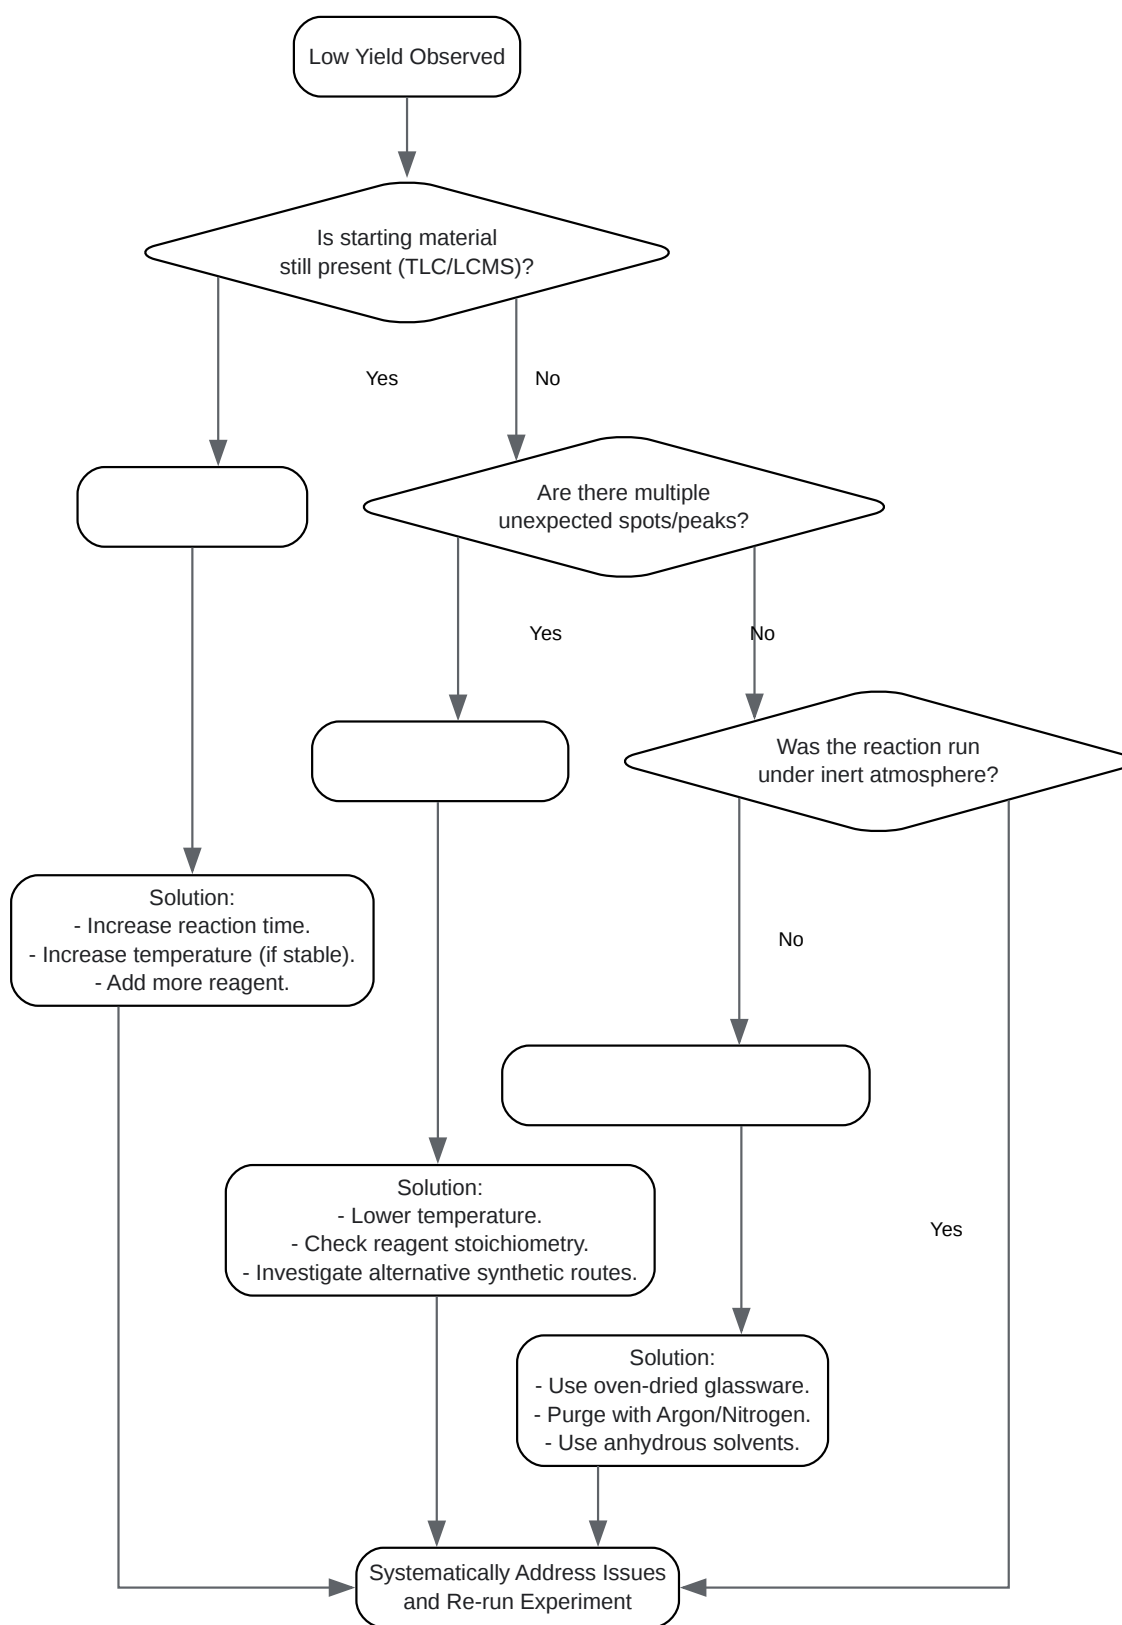 Low Yield Observed
Is starting material
still present (TLC/LCMS)?
Yes
No
Are there multiple
unexpected spots/peaks?
Yes
No
Was the reaction run
under inert atmosphere?
Solution:
- Increase reaction time.
- Increase temperature (if stable).
- Add more reagent.
No
Solution:
- Lower temperature.
- Check reagent stoichiometry.
- Investigate alternative synthetic routes.
Yes
Solution:
- Use oven-dried glassware.
- Purge with Argon/Nitrogen.
- Use anhydrous solvents.
Systematically Address Issues
and Re-run Experiment